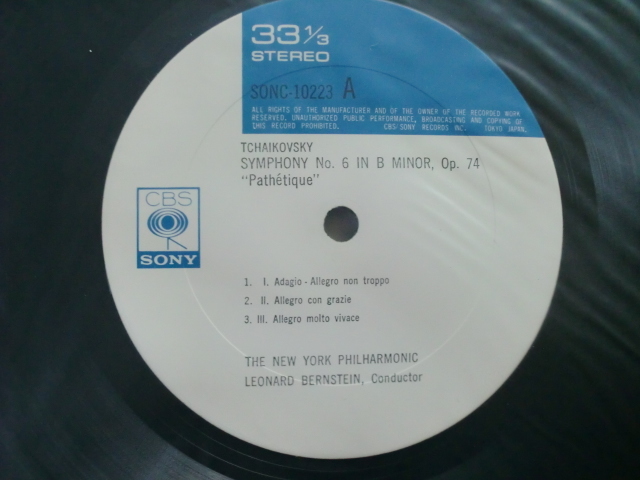 33 1/3
STEREO
SONC-10223 A
ALL RIGHTS OF THE MANUFACTURER AND OF THE OWNER OF THE RECORDED WORK
RESERVED. UNAUTHORIZED PUBLIC PERFORMANCE, BROADCASTING AND COPYING OF
THIS RECORD PROHIBITED. CBS/SONY RECORDS INC. TOKYO JAPAN.
TCHAIKOVSKY
SYMPHONY No. 6 IN B MINOR, Op. 74
"Pathétique"
CBS
SONY
1. I. Adagio - Allegro non troppo
2. II. Allegro con grazie
3. III. Allegro molto vivace
THE NEW YORK PHILHARMONIC
LEONARD BERNSTEIN, Conductor